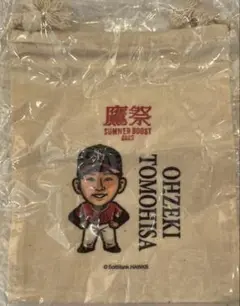 鷹祭
SUMMER BOOST
2023
OHZEKI
TOMOHISA
© SoftBank HAWKS